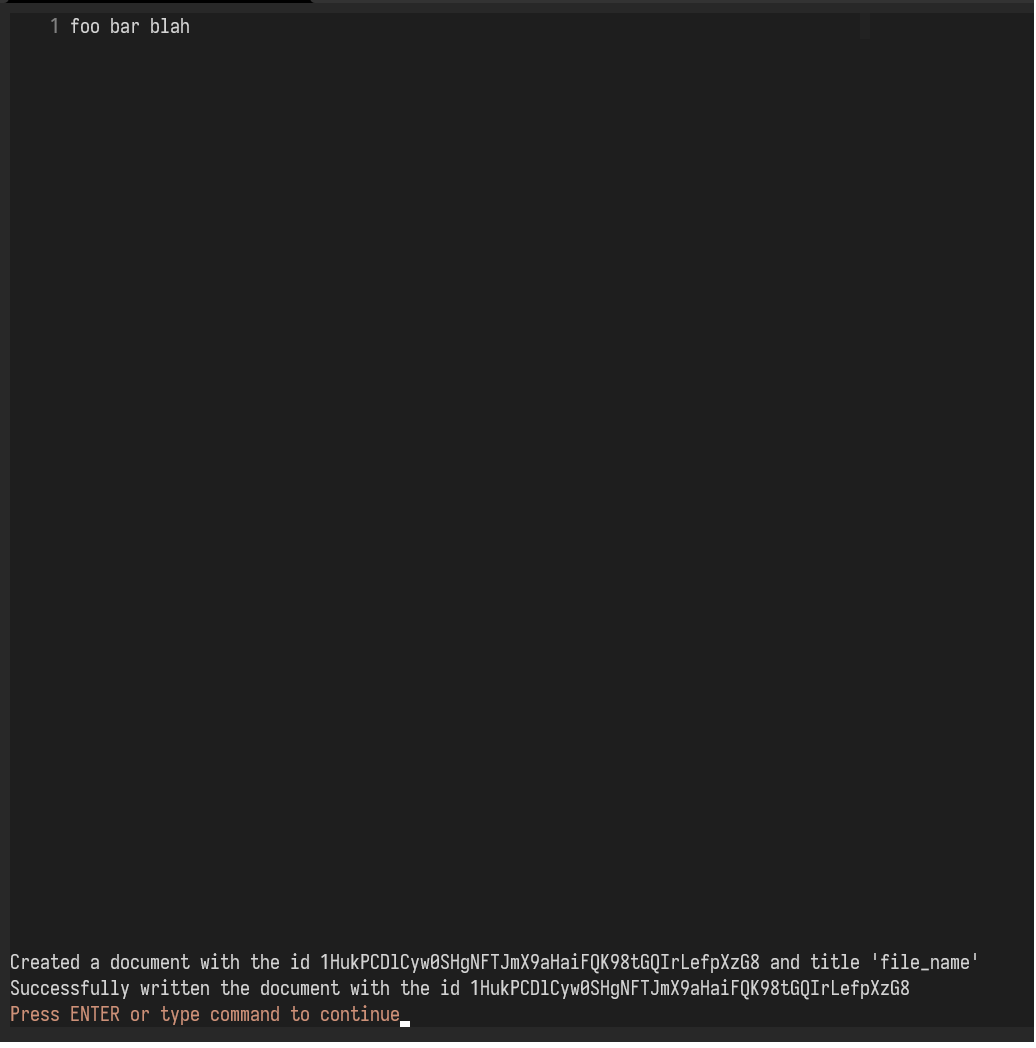 1 foo bar blah
Created a document with the id 1HukPCDlCyw0SHgNFTJmX9aHaiFQK98tGQIrLefpXzG8 and title 'file_name'
Successfully written the document with the id 1HukPCDlCyw0SHgNFTJmX9aHaiFQK98tGQIrLefpXzG8
Press ENTER or type command to continue